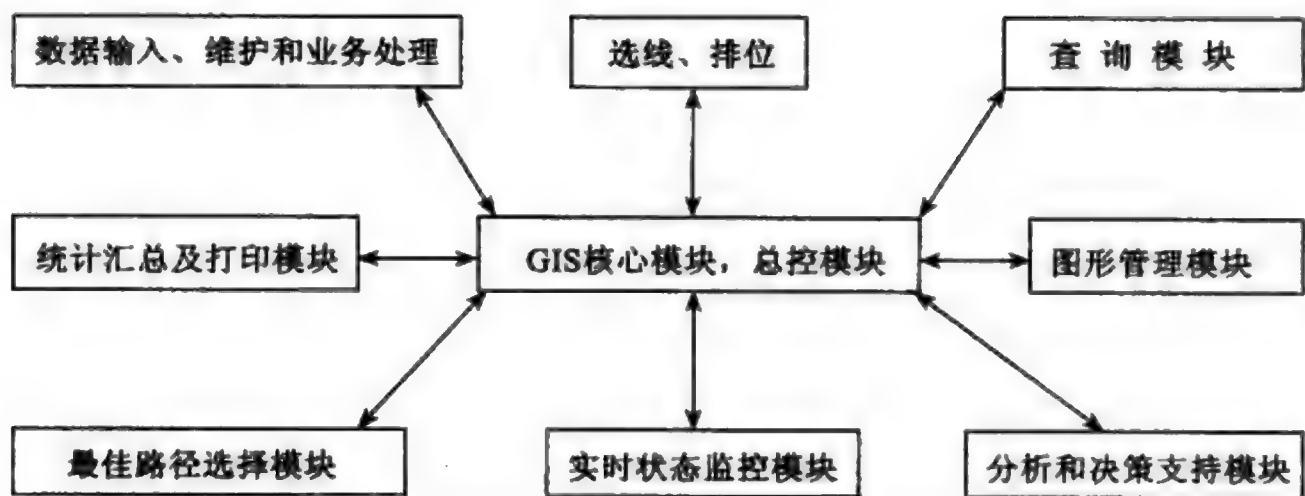 数据输入、维护和业务处理
选线、排位
查询模块
统计汇总及打印模块
GIS核心模块，总控模块
图形管理模块
最佳路径选择模块
实时状态监控模块
分析和决策支持模块